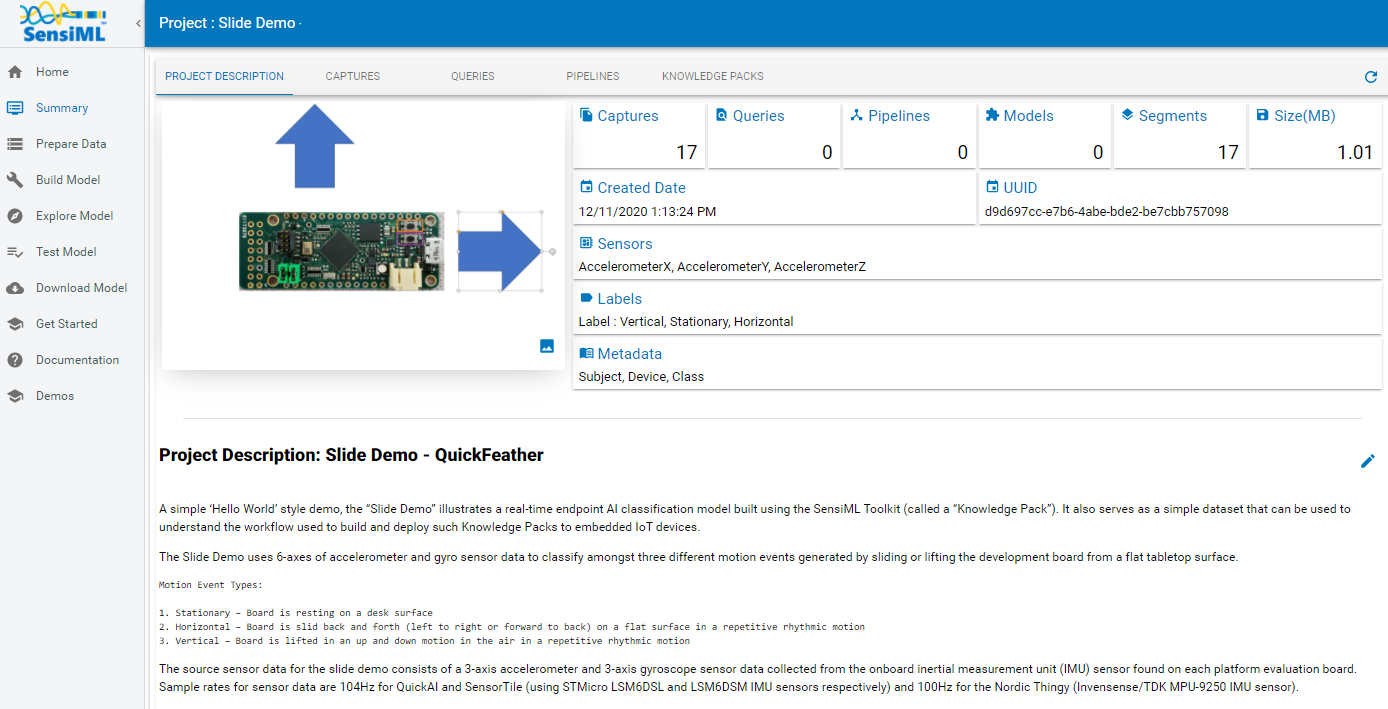 SensiML
Project : Slide Demo
Home
Summary
Prepare Data
Build Model
Explore Model
Test Model
Download Model
Get Started
Documentation
Demos
PROJECT DESCRIPTION
CAPTURES
QUERIES
PIPELINES
KNOWLEDGE PACKS
Captures
17
Queries
0
Pipelines
0
Models
0
Segments
17
Size(MB)
1.01
Created Date
12/11/2020 1:13:24 PM
UUID
d9d697cc-e7b6-4abe-bde2-be7cbb757098
Sensors
AccelerometerX, AccelerometerY, AccelerometerZ
Labels
Label : Vertical, Stationary, Horizontal
Metadata
Subject, Device, Class
Project Description: Slide Demo - QuickFeather
A simple ‘Hello World’ style demo, the “Slide Demo” illustrates a real-time endpoint AI classification model built using the SensiML Toolkit (called a “Knowledge Pack”). It also serves as a simple dataset that can be used to
understand the workflow used to build and deploy such Knowledge Packs to embedded IoT devices.
The Slide Demo uses 6-axes of accelerometer and gyro sensor data to classify amongst three different motion events generated by sliding or lifting the development board from a flat tabletop surface.
Motion Event Types:
1. Stationary – Board is resting on a desk surface
2. Horizontal – Board is slid back and forth (left to right or forward to back) on a flat surface in a repetitive rhythmic motion
3. Vertical – Board is lifted in an up and down motion in the air in a repetitive rhythmic motion
The source sensor data for the slide demo consists of a 3-axis accelerometer and 3-axis gyroscope sensor data collected from the onboard inertial measurement unit (IMU) sensor found on each platform evaluation board.
Sample rates for sensor data are 104Hz for QuickAI and SensorTile (using STMicro LSM6DSL and LSM6DSM IMU sensors respectively) and 100Hz for the Nordic Thingy (Invensense/TDK MPU-9250 IMU sensor).